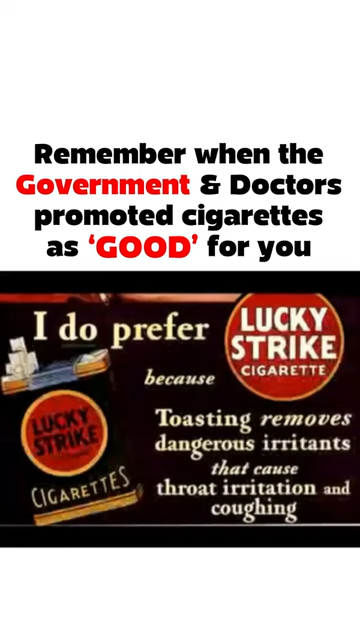 Remember when the
Government & Doctors
promoted cigarettes
as ‘GOOD’ for you
I do prefer
LUCKY
STRIKE
CIGARETTE
because
LUCKY
STRIKE
CIGARETTES
Toasting removes
dangerous irritants
that cause
throat irritation and
coughing